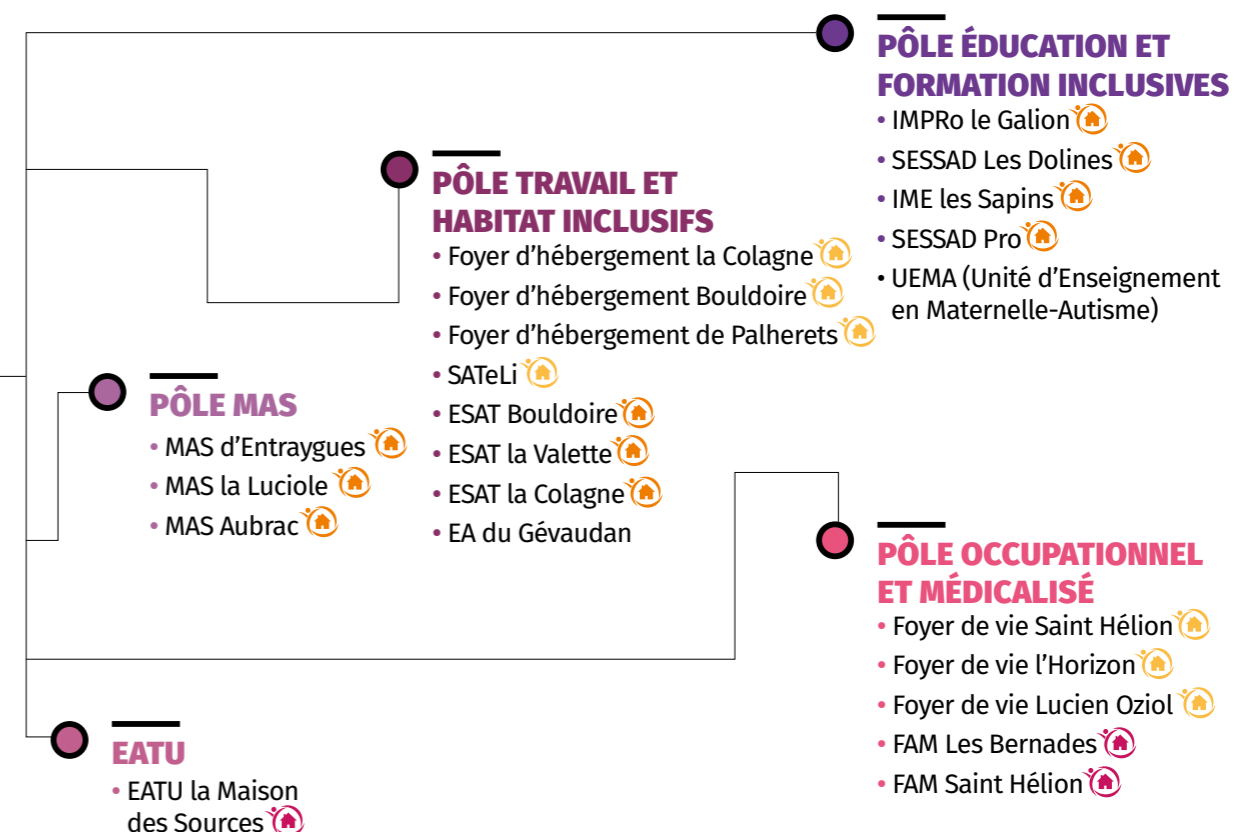 PÔLE ÉDUCATION ET
FORMATION INCLUSIVES
• IMPRo le Galion
• SESSAD Les Dolines
• IME les Sapins
• SESSAD Pro
• UEMA (Unité d'Enseignement
en Maternelle-Autisme)
PÔLE TRAVAIL ET
HABITAT INCLUSIFS
• Foyer d'hébergement la Colagne
• Foyer d'hébergement Bouldoire
• Foyer d'hébergement de Palherets
• SATeLi
• ESAT Bouldoire
• ESAT la Valette
• ESAT la Colagne
• EA du Gévaudan
PÔLE MAS
• MAS d'Entraygues
• MAS la Luciole
• MAS Aubrac
PÔLE OCCUPATIONNEL
ET MÉDICALISÉ
• Foyer de vie Saint Hélion
• Foyer de vie l'Horizon
• Foyer de vie Lucien Oziol
• FAM Les Bernades
• FAM Saint Hélion
EATU
• EATU la Maison
des Sources